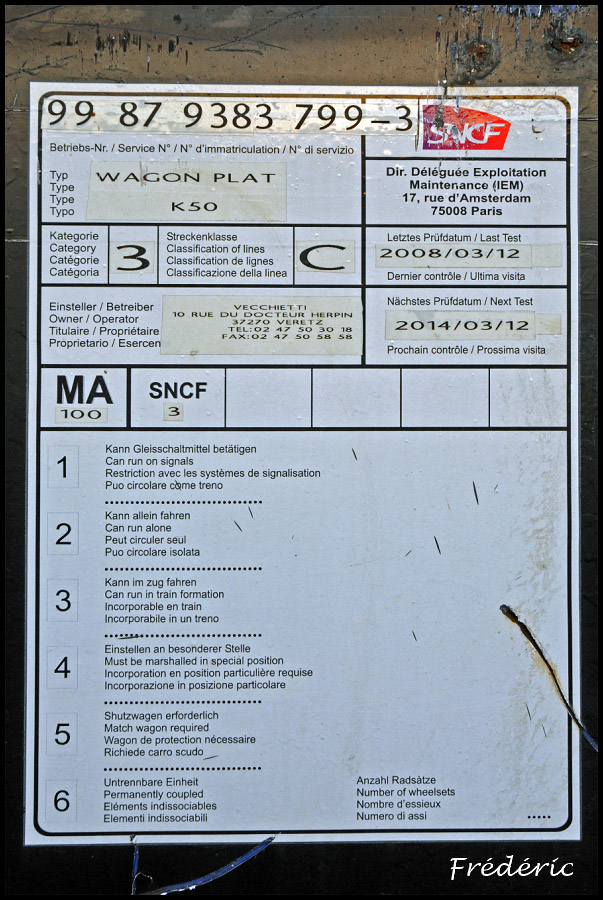 99 87 9383 799-3
SNCF
Betriebs-Nr. / Service N° / N° d'immatriculation / N° di servizio
Typ
Type
Type
Typo
WAGON PLAT
K50
Dir. Déléguée Exploitation
Maintenance (IEM)
17, rue d'Amsterdam
75008 Paris
Kategorie
Category
Catégorie
Catégoria
3
Streckenklasse
Classification of lines
Classification de lignes
Classificazione della linea
C
Letztes Prüfdatum / Last Test
2008/03/12
Dernier contrôle / Ultima visita
Einsteller / Betreiber
Owner / Operator
Titulaire / Propriétaire
Proprietario / Esercen
VECCHIETTI
10 RUE DU DOCTEUR HERPIN
37270 VERETZ
TEL:02 47 50 30 18
FAX:02 47 50 58 58
Nächstes Prüfdatum / Next Test
2014/03/12
Prochain contrôle / Prossima visita
MA
100
SNCF
3
1
Kann Gleisschaltmittel betätigen
Can run on signals
Restriction avec les systèmes de signalisation
Puo circolare come treno
2
Kann allein fahren
Can run alone
Peut circuler seul
Puo circolare isolata
3
Kann im zug fahren
Can run in train formation
Incorporable en train
Incorporabile in un treno
4
Einstellen an besonderer Stelle
Must be marshalled in special position
Incorporation en position particulière requise
Incorporazione in posizione particolare
5
Shutzwagen erforderlich
Match wagon required
Wagon de protection nécessaire
Richiede carro scudo
6
Untrennbare Einheit
Permanently coupled
Eléments indissociables
Elementi indissociabili
Anzahl Radsàtze
Number of wheelsets
Nombre d'essieux
Numero di assi
.....
Frédéric